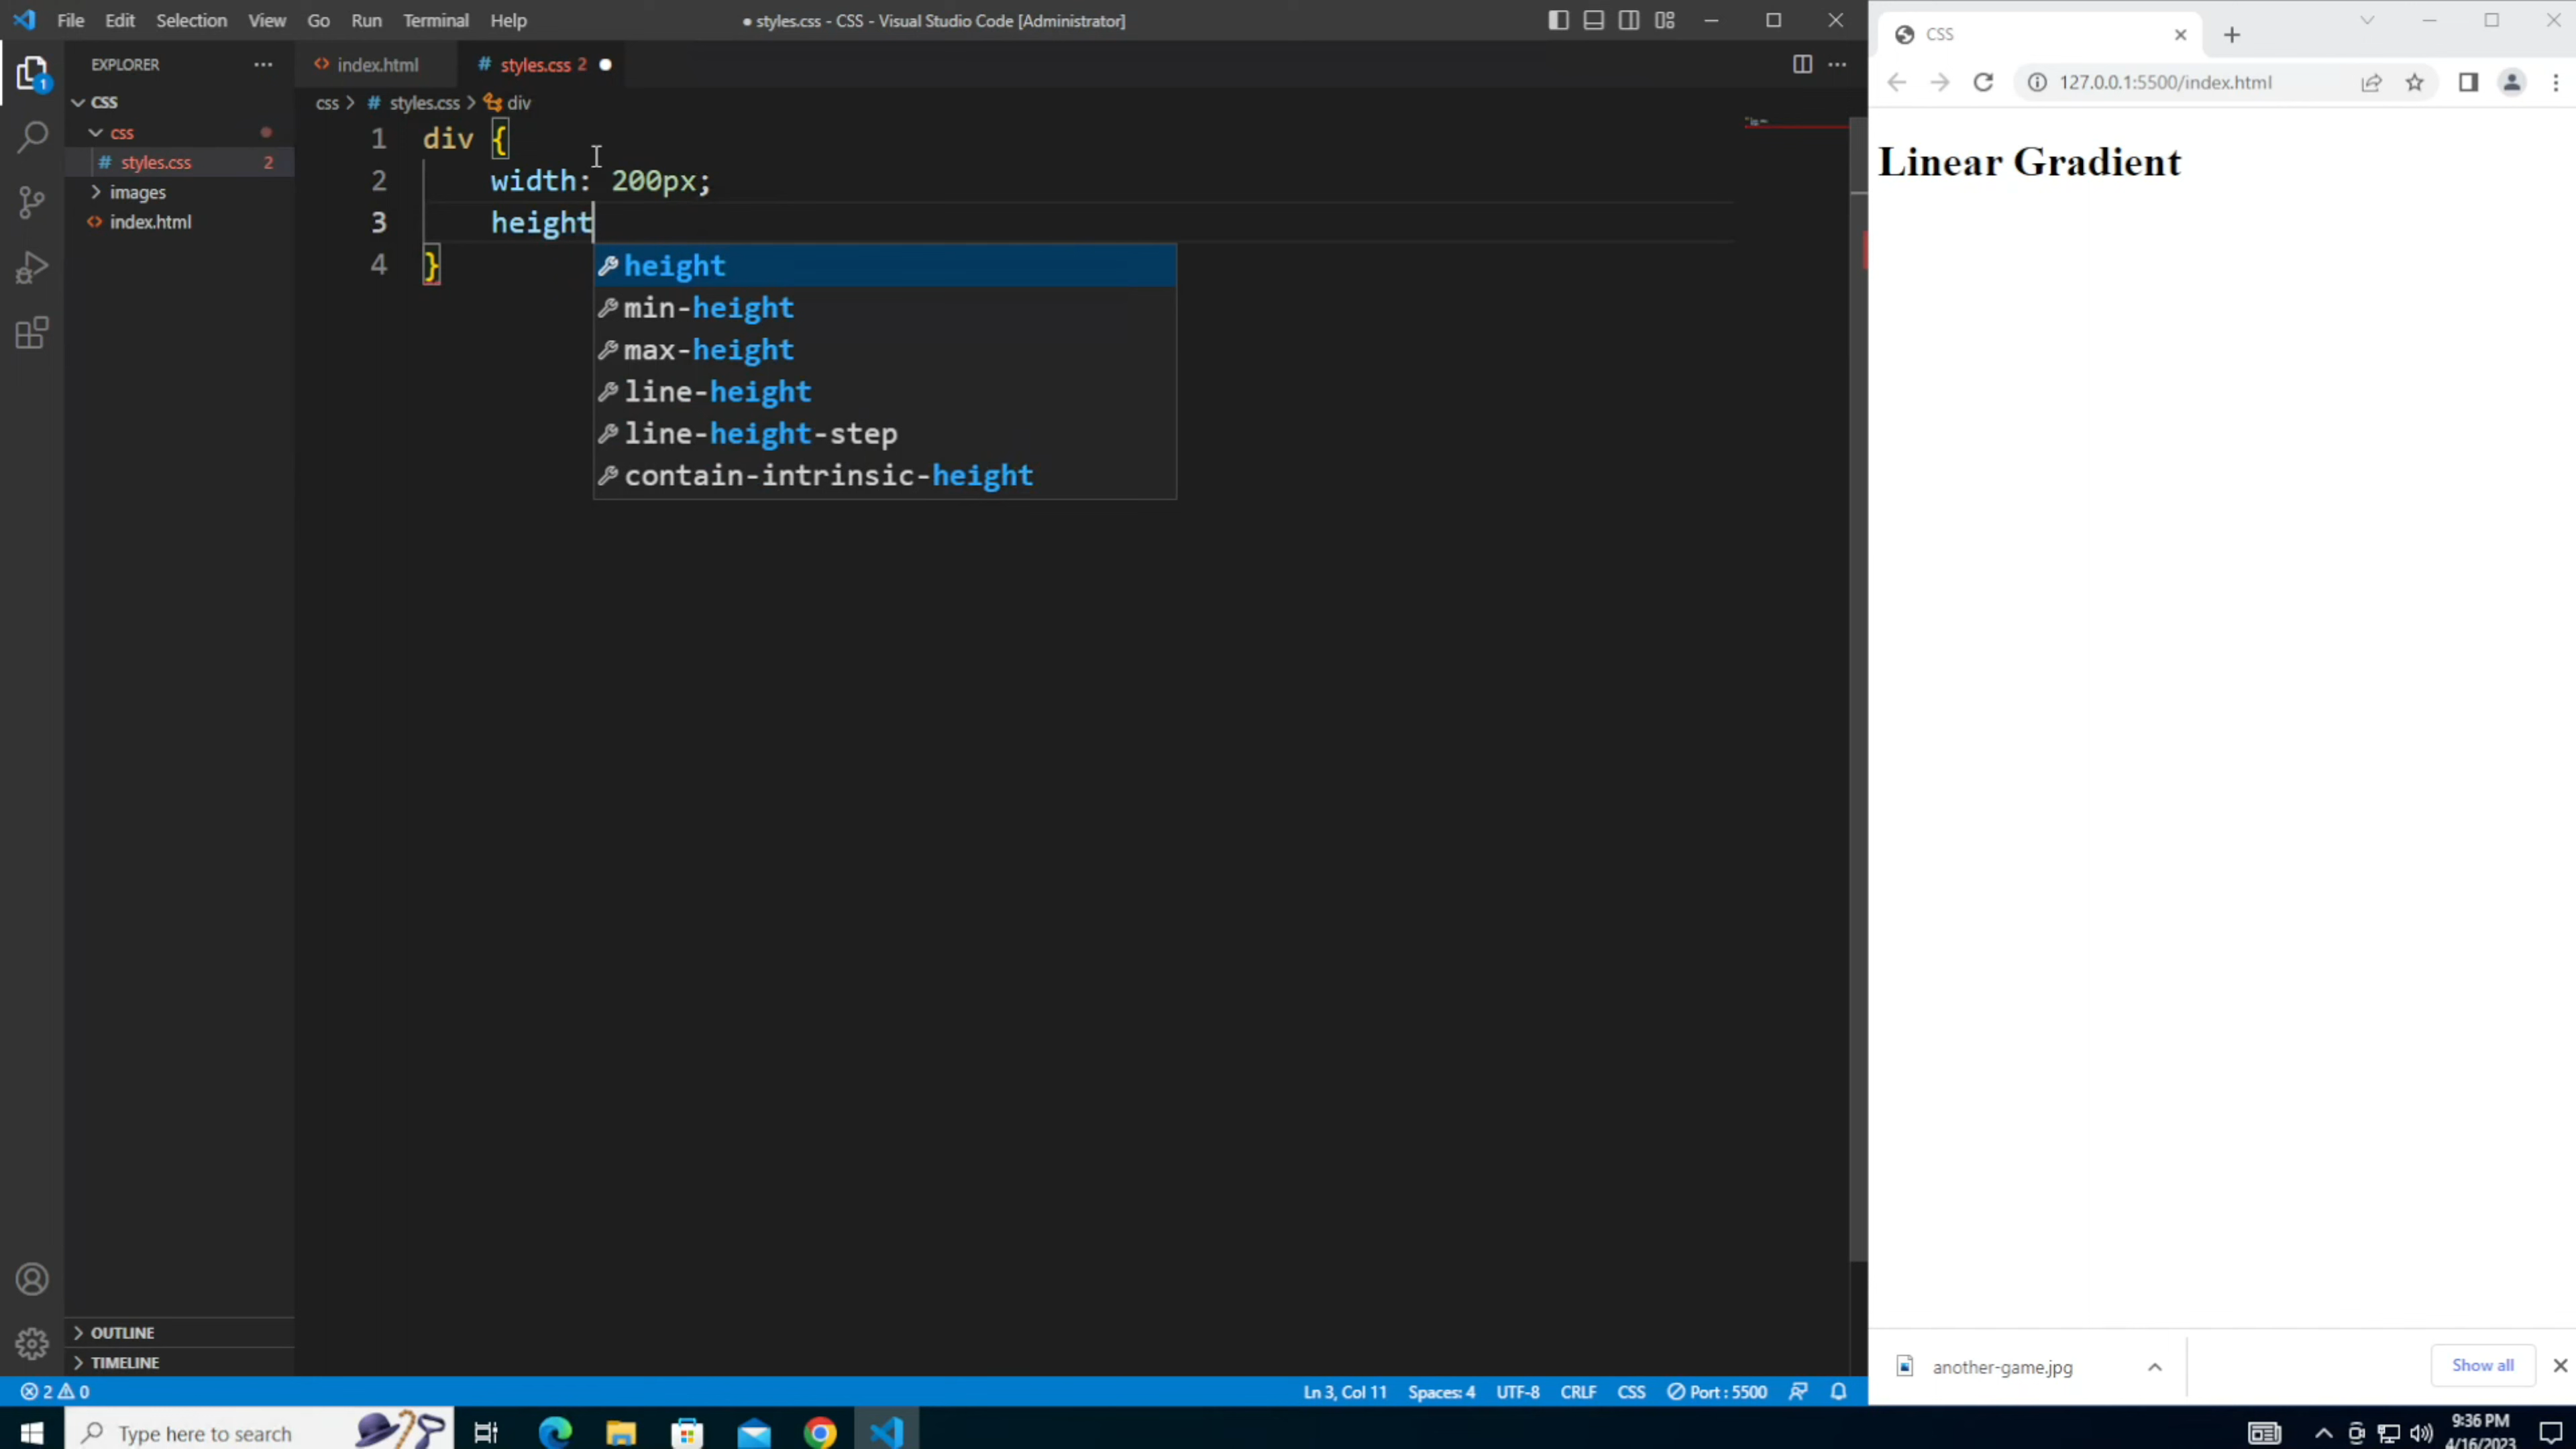 File Edit Selection View Go Run Terminal Help
● styles.css - CSS - Visual Studio Code [Administrator]
EXPLORER ···
CSS
css
# styles.css 2
images
index.html
OUTLINE
TIMELINE
index.html
# styles.css 2
css > # styles.css > div
1 div {
2 width: 200px;
3 height
4 }
height
min-height
max-height
line-height
line-height-step
contain-intrinsic-height
2 0
Ln 3, Col 11 Spaces: 4 UTF-8 CRLF CSS Port : 5500
CSS
127.0.0.1:5500/index.html
Linear Gradient
another-game.jpg
Show all
1
Type here to search
9:36 PM
4/16/2023